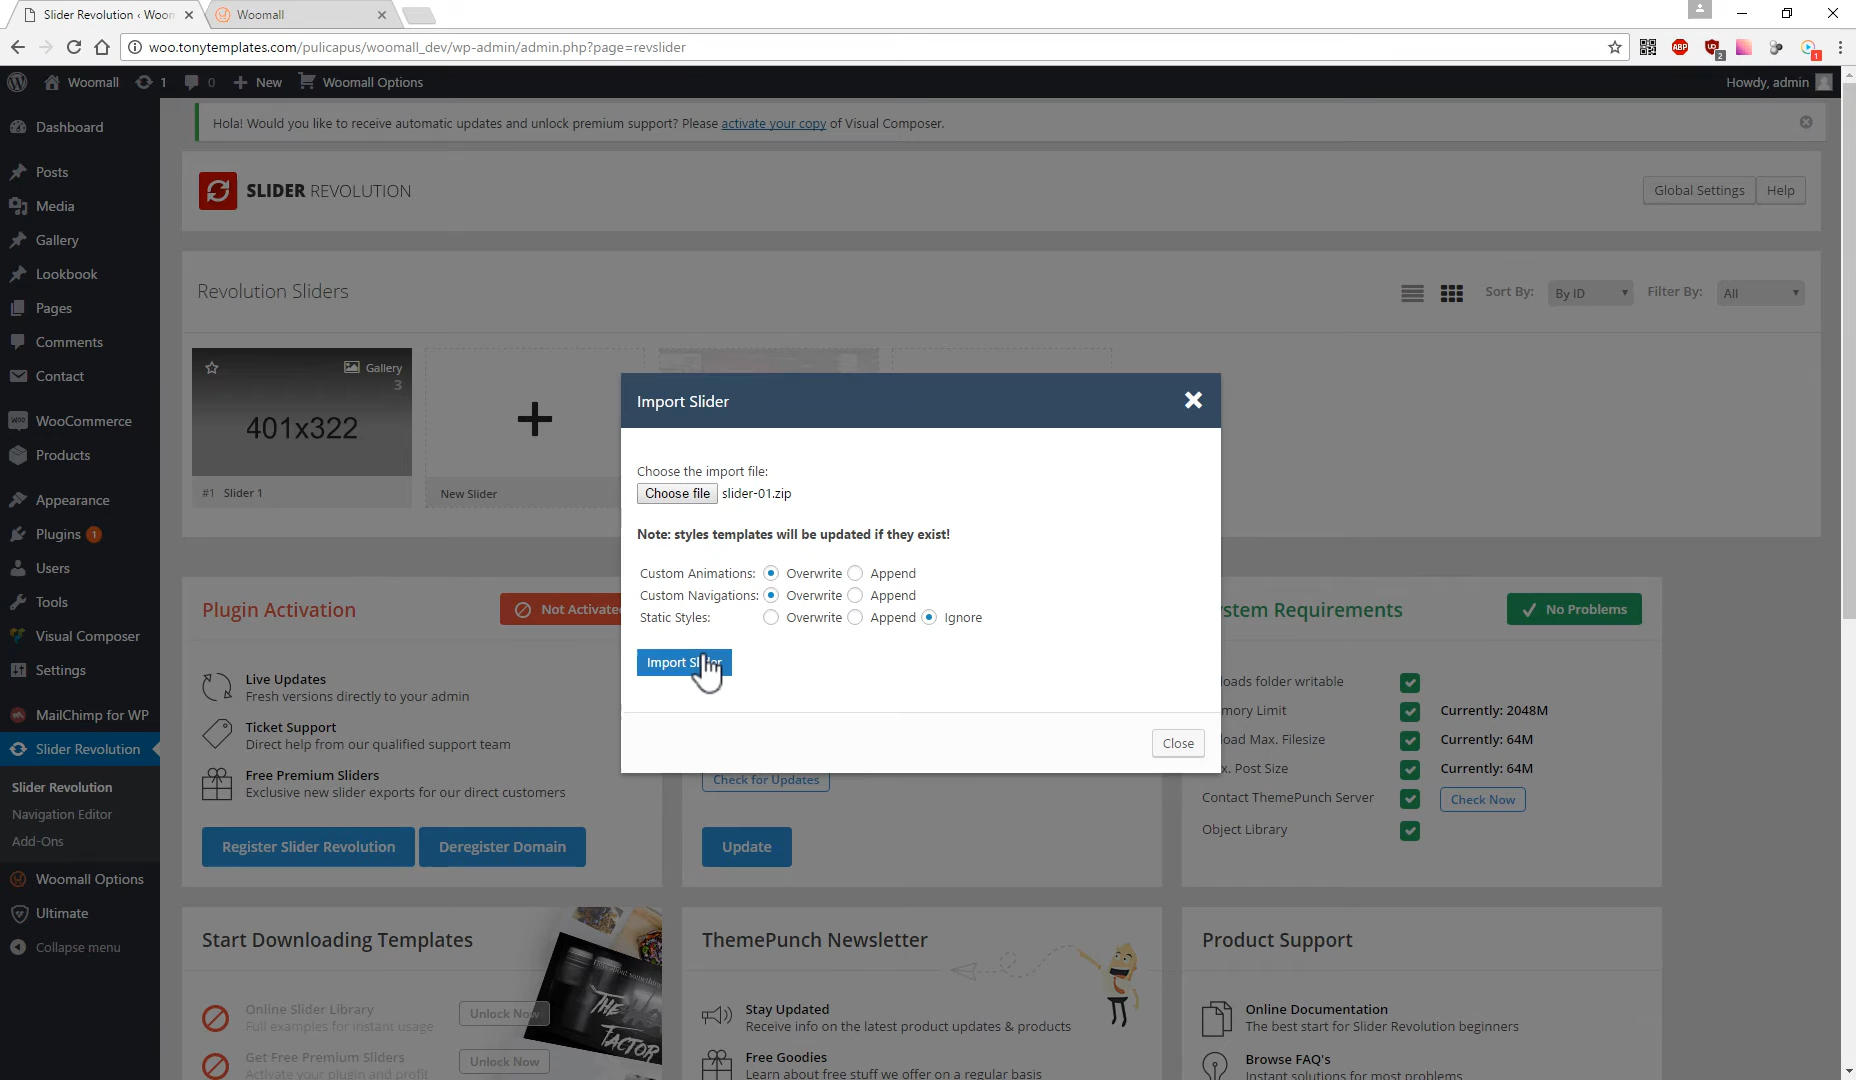 Slider Revolution ‹ Woom
Woomall
woo.tonytemplates.com/pulicapus/woomall_dev/wp-admin/admin.php?page=revslider
ABP
2
1
Woomall
1
0
New
Woomall Options
Howdy, admin
Dashboard
Posts
Media
Gallery
Lookbook
Pages
Comments
Contact
WooCommerce
Products
Appearance
Plugins 1
Users
Tools
Visual Composer
Settings
MailChimp for WP
Slider Revolution
Slider Revolution
Navigation Editor
Add-Ons
Woomall Options
Ultimate
Collapse menu
Hola! Would you like to receive automatic updates and unlock premium support? Please activate your copy of Visual Composer.
SLIDER REVOLUTION
Global Settings
Help
Revolution Sliders
Sort By: By ID
Filter By: All
Gallery
3
401x322
#1 Slider 1
New Slider
Import Slider
Choose the import file:
Choose file slider-01.zip
Note: styles templates will be updated if they exist!
Custom Animations: Overwrite Append
Custom Navigations: Overwrite Append
Static Styles: Overwrite Append Ignore
Import Slider
Close
Plugin Activation
Not Activated
Live Updates
Fresh versions directly to your admin
Ticket Support
Direct help from our qualified support team
Free Premium Sliders
Exclusive new slider exports for our direct customers
Register Slider Revolution
Deregister Domain
Check for Updates
Update
stem Requirements
No Problems
loads folder writable
mory Limit
Currently: 2048M
load Max. Filesize
Currently: 64M
x. Post Size
Currently: 64M
Contact ThemePunch Server
Check Now
Object Library
Start Downloading Templates
Online Slider Library
Full examples for instant usage
Unlock Now
Get Free Premium Sliders
Activate your plugin and profit
Unlock Now
THE
FACTOR
ThemePunch Newsletter
Stay Updated
Receive info on the latest product updates & products
Free Goodies
Learn about free stuff we offer on a regular basis
Product Support
Online Documentation
The best start for Slider Revolution beginners
Browse FAQ's
Instant solutions for most problems